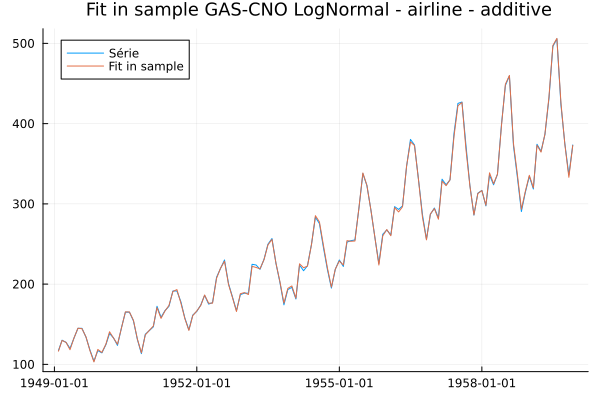 Fit in sample GAS-CNO LogNormal - airline - additive
Série
Fit in sample
500
400
300
200
100
1949-01-01 1952-01-01 1955-01-01 1958-01-01